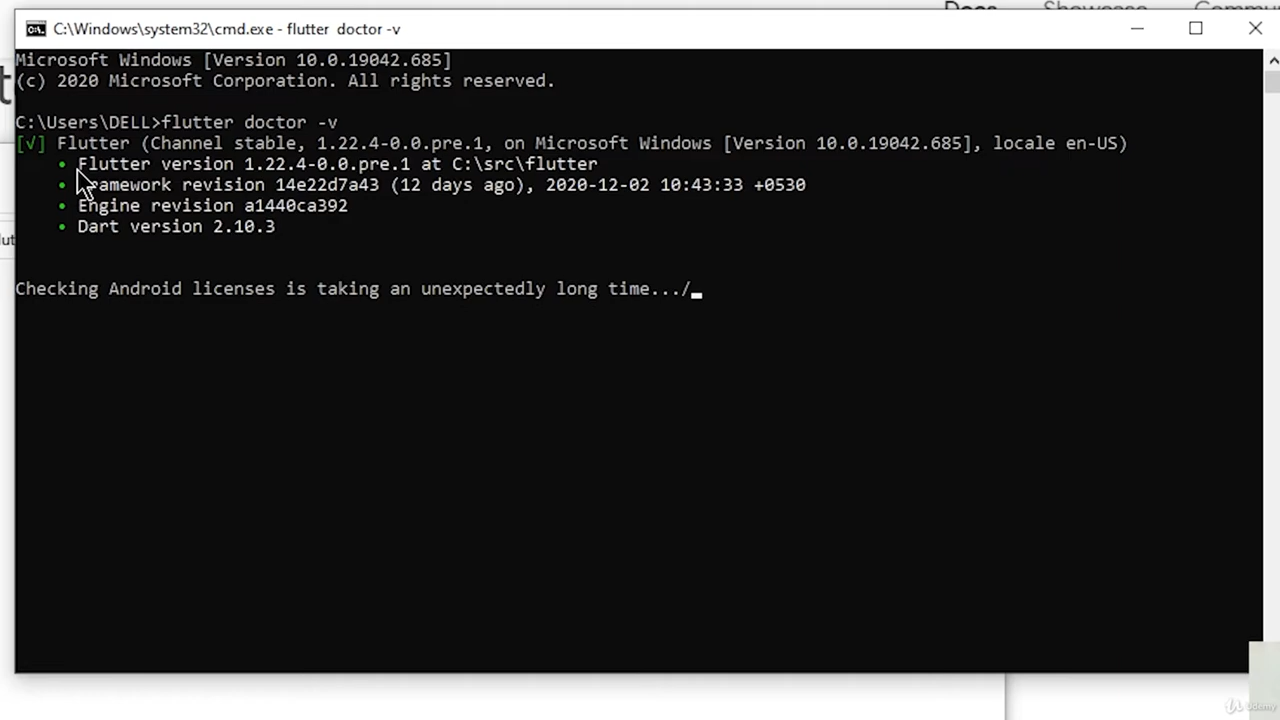 Docs Showcase Commun
C:\Windows\system32\cmd.exe - flutter doctor -v
Microsoft Windows [Version 10.0.19042.685]
(c) 2020 Microsoft Corporation. All rights reserved.
C:\Users\DELL>flutter doctor -v
[√] Flutter (Channel stable, 1.22.4-0.0.pre.1, on Microsoft Windows [Version 10.0.19042.685], locale en-US)
• Flutter version 1.22.4-0.0.pre.1 at C:\src\flutter
• Framework revision 14e22d7a43 (12 days ago), 2020-12-02 10:43:33 +0530
• Engine revision a1440ca392
• Dart version 2.10.3
Checking Android licenses is taking an unexpectedly long time.../
Udemy